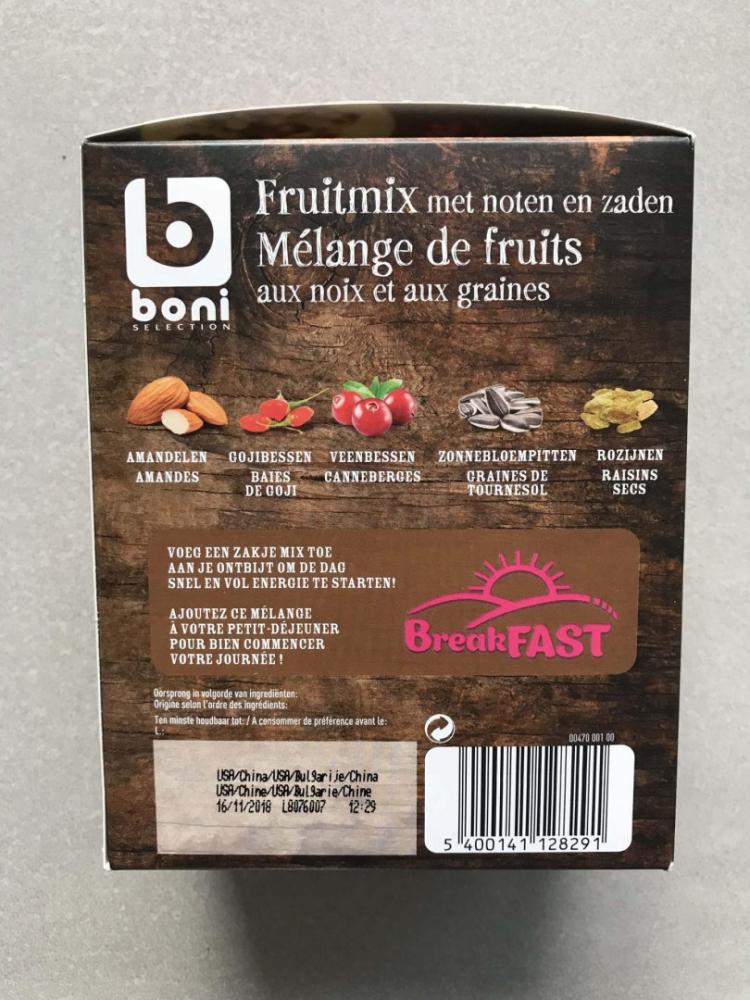 Fruitmix met noten en zaden
Mélange de fruits
aux noix et aux graines
boni
SELECTION
AMANDELEN
AMANDES
GOJIBESSEN
BAIES
DE GOJI
VEENBESSEN
CANNEBERGES
ZONNEBLOEMPITTEN
GRAINES DE
TOURNESOL
ROZIJNEN
RAISINS
SECS
VOEG EEN ZAKJE MIX TOE
AAN JE ONTBIJT OM DE DAG
SNEL EN VOL ENERGIE TE STARTEN!
AJOUTEZ CE MÉLANGE
À VOTRE PETIT-DÉJEUNER
POUR BIEN COMMENCER
VOTRE JOURNÉE !
BreakFAST
Oorsprong in volgorde van ingrediënten:
Origine selon l'ordre des ingrédients:
Ten minste houdbaar tot: / A consommer de préférence avant le:
L.:
00470 001 00
USA/China/USA/Bulgarije/China
USA/Chine/USA/Bulgarie/Chine
16/11/2018 L8076007 12:29
5 400141 128291